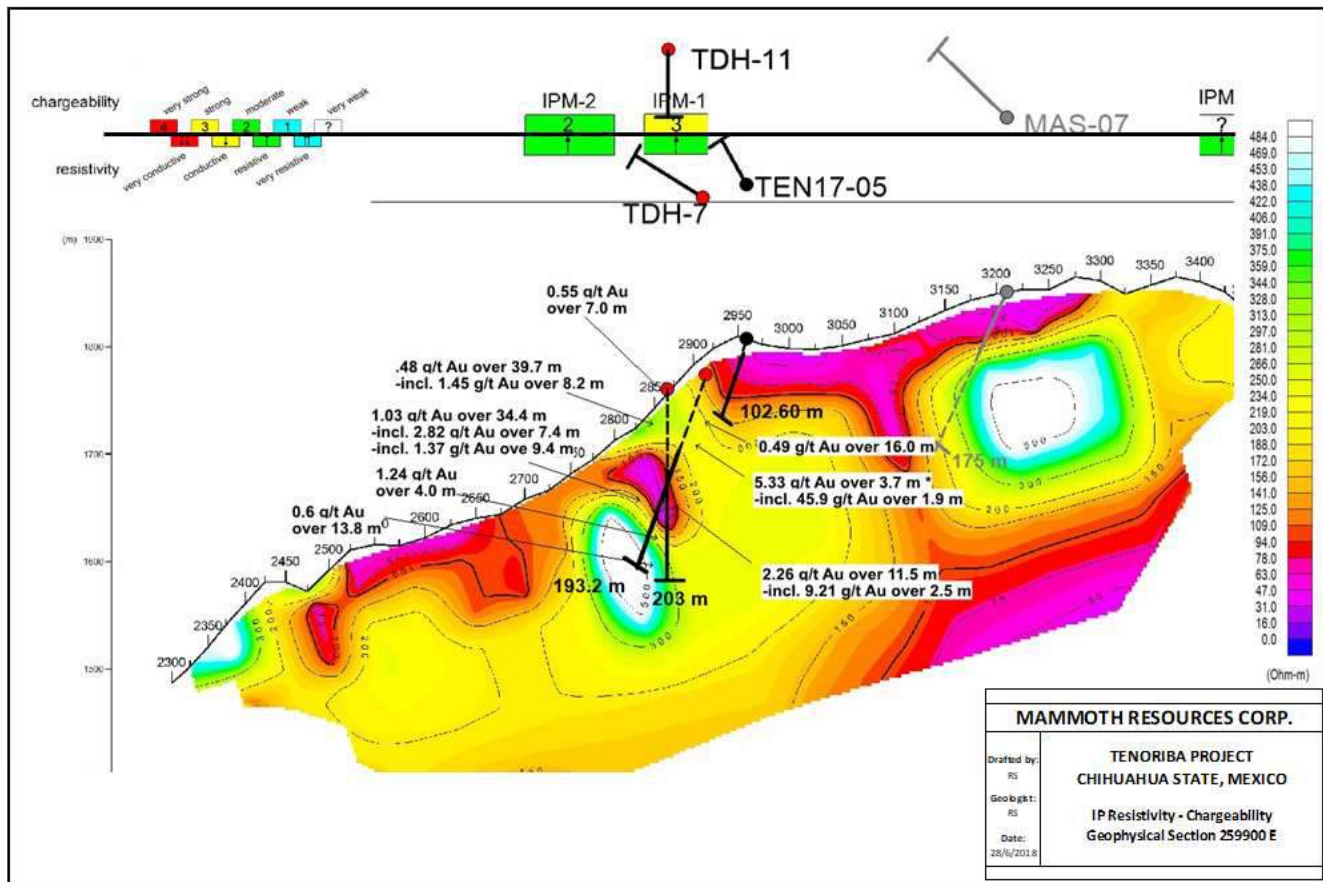 TDH-11
chargeability
very strong
strong
moderate
weak
very weak
IPM-2
IPM-1
MAS-07
IPM
4
3
2
1
?
2
3
?
very conductive
conductive
resistive
very resistive
resistivity
TEN17-05
TDH-7
484.0
469.0
453.0
438.0
422.0
406.0
391.0
375.0
359.0
344.0
328.0
313.0
297.0
281.0
266.0
250.0
234.0
219.0
203.0
188.0
172.0
156.0
141.0
125.0
109.0
94.0
78.0
63.0
47.0
31.0
16.0
0.0
(Ohm-m)
(m) 1900
1800
1700
1600
1500
2300
2350
2400
2450
2500
2600
2650
2700
2800
2900
2950
3000
3050
3100
3150
3200
3250
3300
3350
3400
0.55 g/t Au
over 7.0 m
.48 g/t Au over 39.7 m
-incl. 1.45 g/t Au over 8.2 m
1.03 g/t Au over 34.4 m
-incl. 2.82 g/t Au over 7.4 m
-incl. 1.37 g/t Au ove 9.4 m
1.24 g/t Au
over 4.0 m
0.6 g/t Au
over 13.8 m
102.60 m
0.49 g/t Au over 16.0 m
175 m
5.33 g/t Au over 3.7 m *
-incl. 45.9 g/t Au over 1.9 m
2.26 g/t Au over 11.5 m
-incl. 9.21 g/t Au over 2.5 m
193.2 m
203 m
MAMMOTH RESOURCES CORP.
Drafted by:
RS
Geologist:
RS
Date:
28/6/2018
TENORIBA PROJECT
CHIHUAHUA STATE, MEXICO
IP Resistivity - Chargeability
Geophysical Section 259900 E